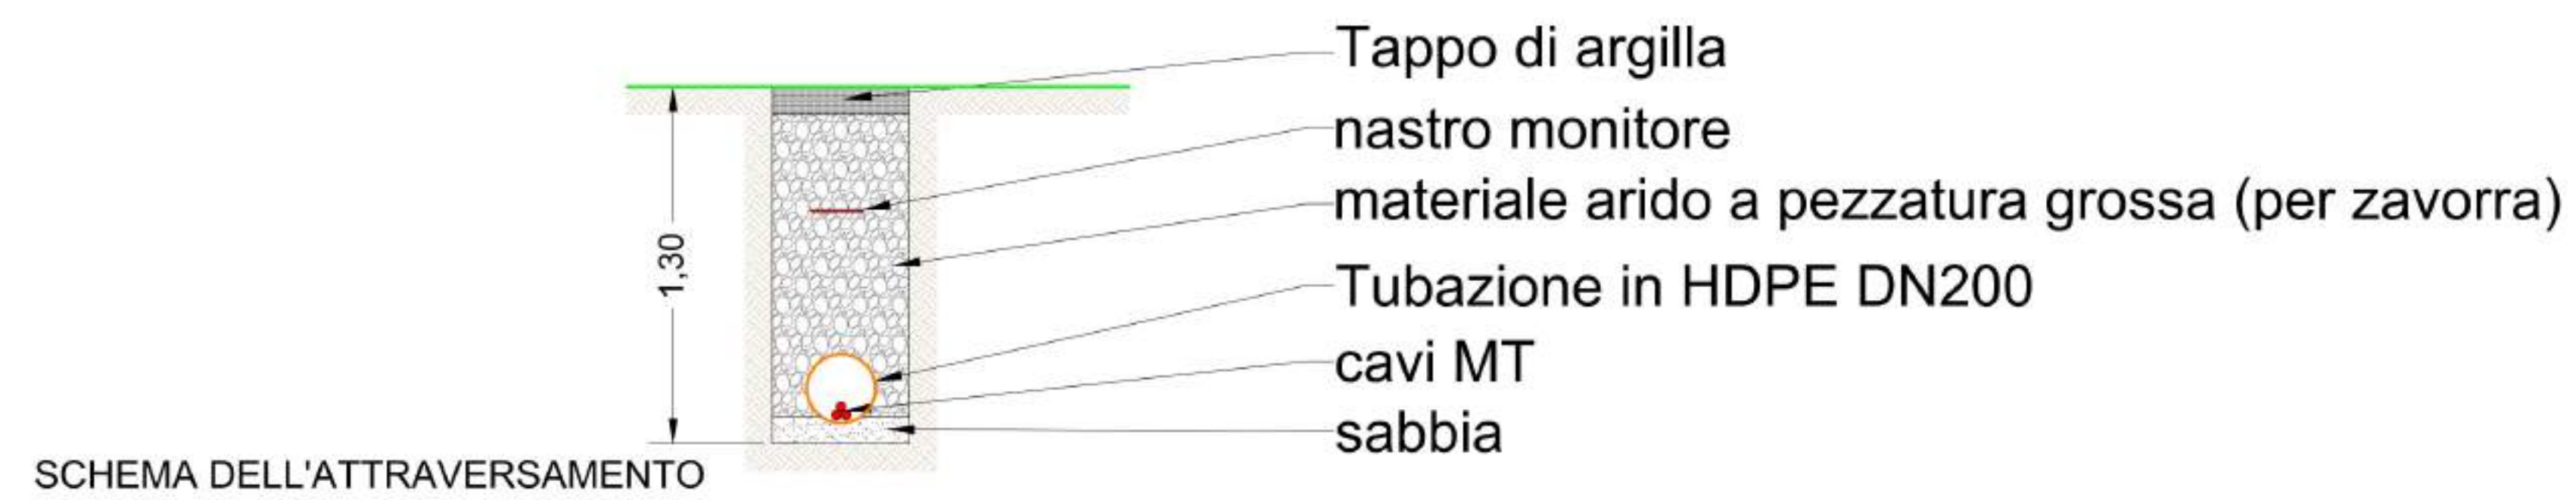 Tappo di argilla
nastro monitore
materiale arido a pezzatura grossa (per zavorra)
1,30
Tubazione in HDPE DN200
cavi MT
sabbia
SCHEMA DELL'ATTRAVERSAMENTO